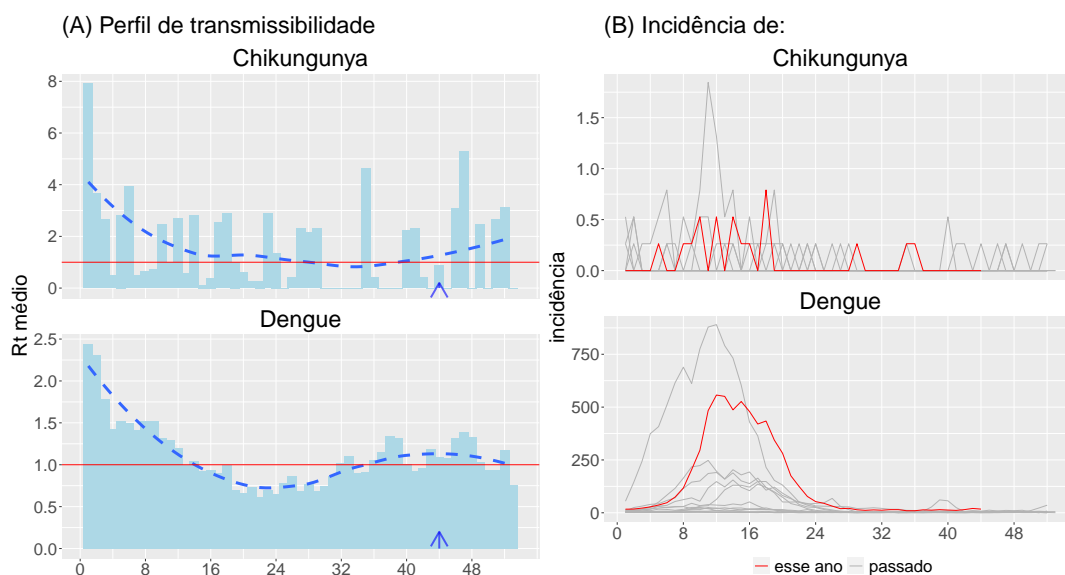 (A) Perfil de transmissibilidade
Chikungunya
8
6
4
2
0
Dengue
2.5
2.0
1.5
1.0
0.5
0.0
0 8 16 24 32 40 48
Rt médio
(B) Incidência de:
Chikungunya
1.5
1.0
0.5
0.0
Dengue
750
500
250
0
0 8 16 24 32 40 48
incidência
esse ano passado